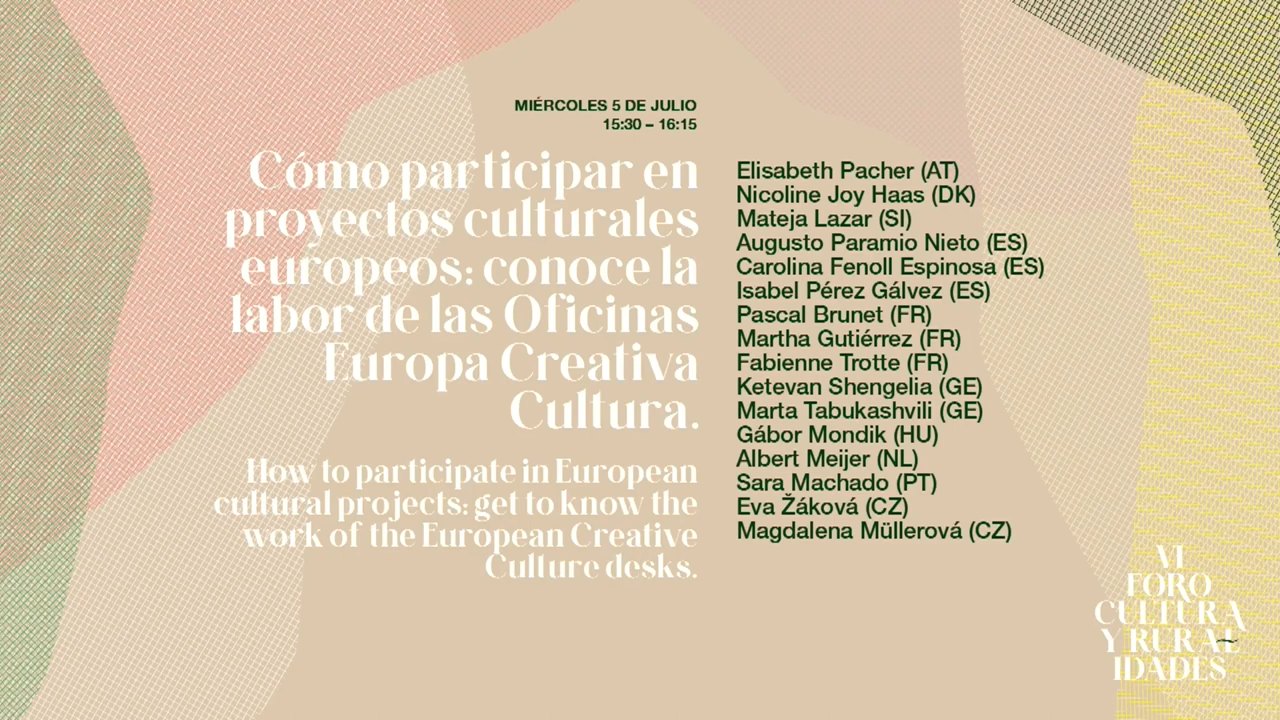 MIÉRCOLES 5 DE JULIO
15:30 – 16:15
Cómo participar en
proyectos culturales
europeos: conoce la
labor de las Oficinas
Europa Creativa
Cultura.
How to participate in European
cultural projects: get to know the
work of the European Creative
Culture desks.
Elisabeth Pacher (AT)
Nicoline Joy Haas (DK)
Mateja Lazar (SI)
Augusto Paramio Nieto (ES)
Carolina Fenoll Espinosa (ES)
Isabel Pérez Gálvez (ES)
Pascal Brunet (FR)
Martha Gutiérrez (FR)
Fabienne Trotte (FR)
Ketevan Shengelia (GE)
Marta Tabukashvili (GE)
Gábor Mondik (HU)
Albert Meijer (NL)
Sara Machado (PT)
Eva Žáková (CZ)
Magdalena Müllerová (CZ)
VI
FORO
CULTURA
Y RURAL
IDADES